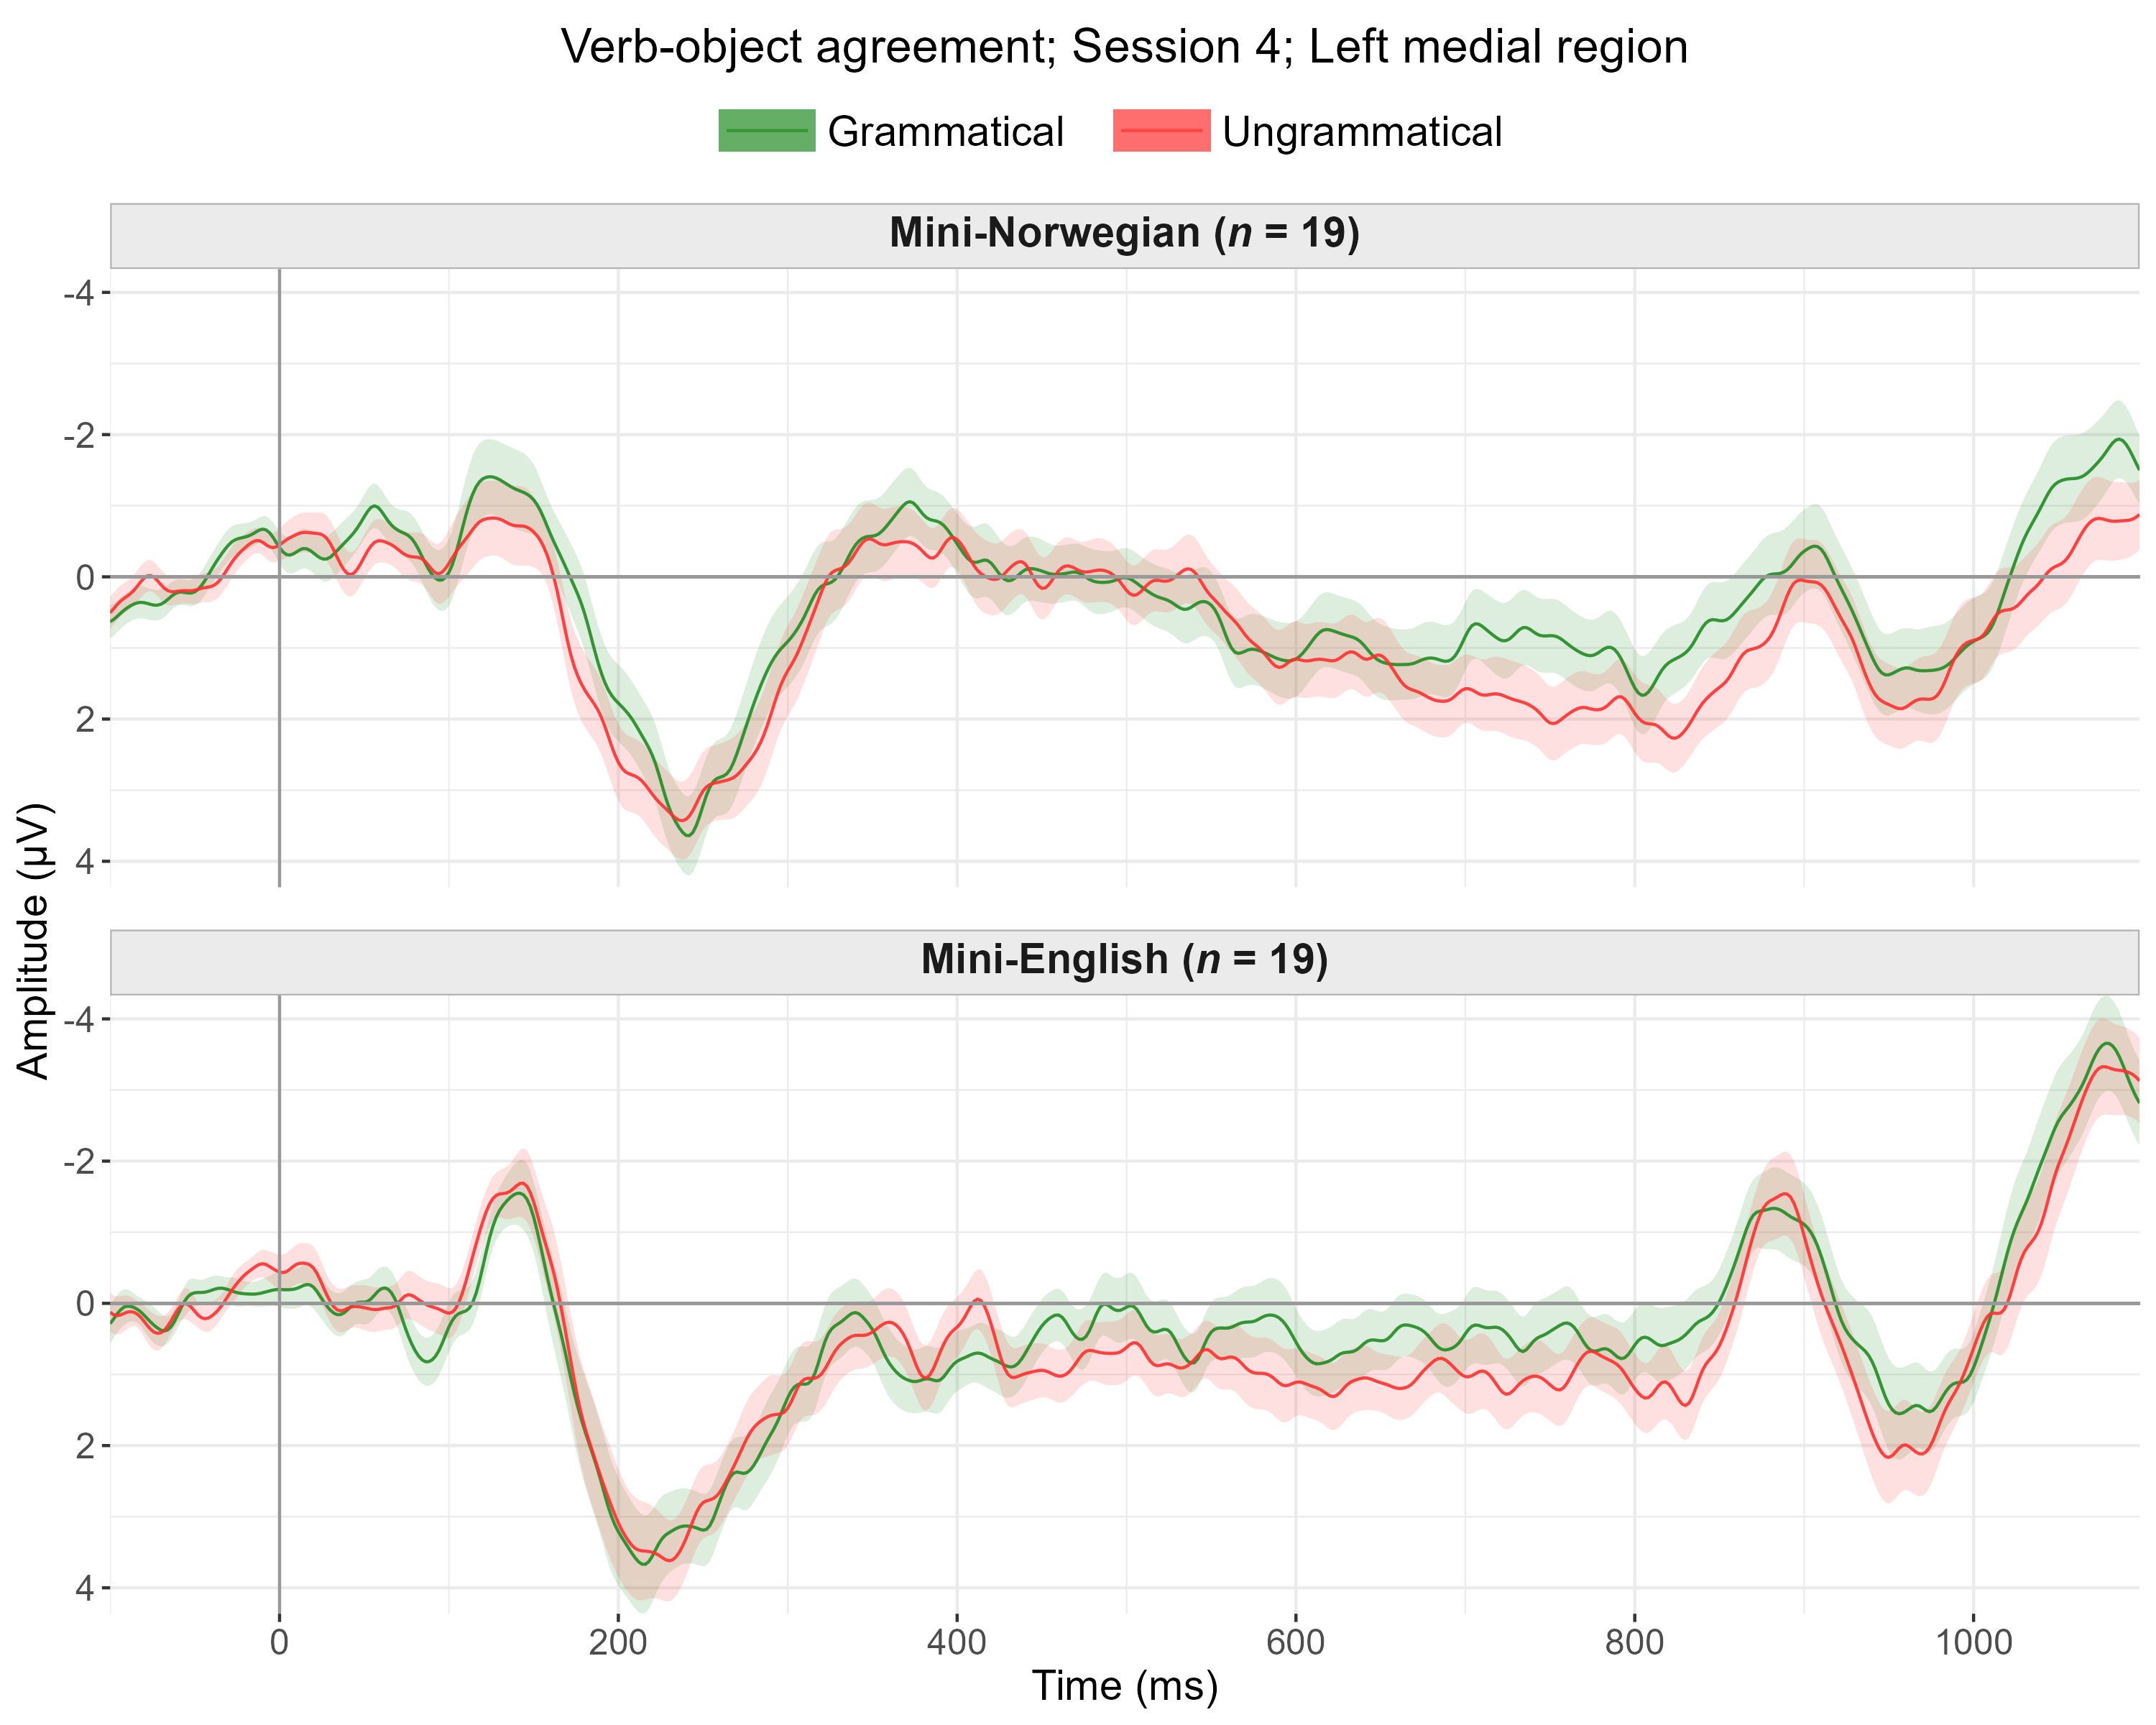 Verb-object agreement; Session 4; Left medial region
Grammatical Ungrammatical
Mini-Norwegian (n = 19)
-4
-2
0
2
4
Amplitude (µV)
Mini-English (n = 19)
-4
-2
0
2
4
0 200 400 600 800 1000
Time (ms)